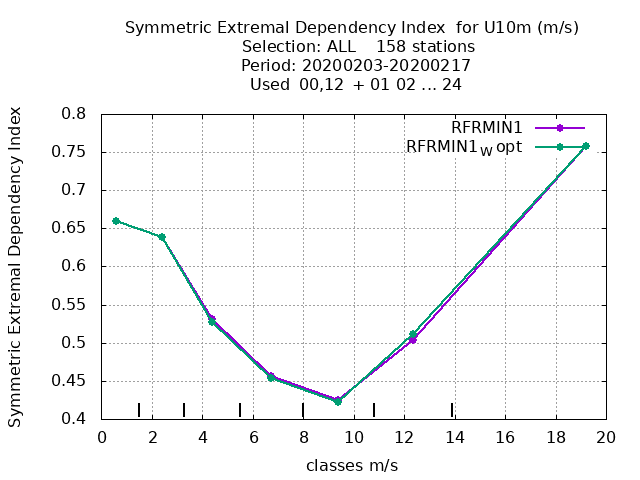 Symmetric Extremal Dependency Index for U10m (m/s)
Selection: ALL 158 stations
Period: 20200203-20200217
Used 00,12 + 01 02 ... 24
Symmetric Extremal Dependency Index
0.8
0.75
0.7
0.65
0.6
0.55
0.5
0.45
0.4
RFRMIN1
RFRMIN1W opt
0 2 4 6 8 10 12 14 16 18 20
classes m/s